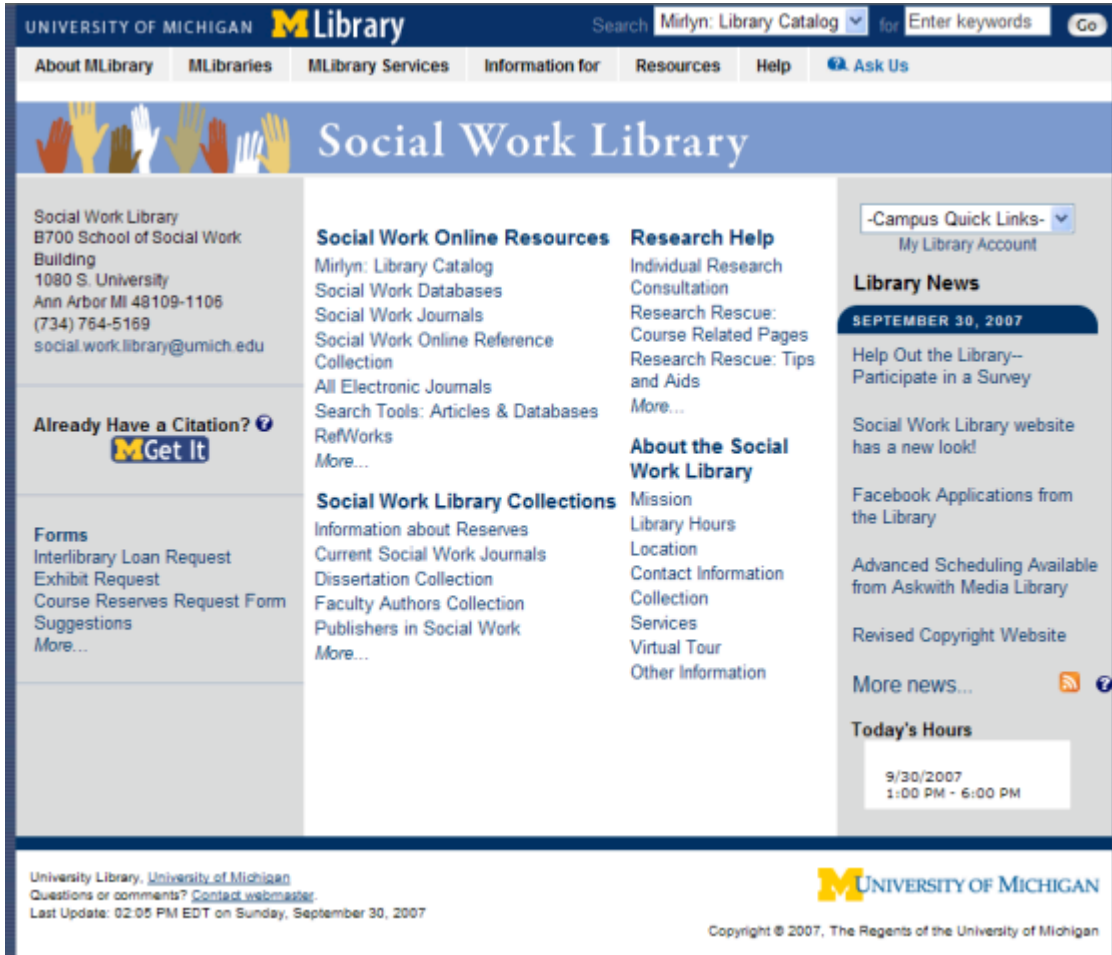 UNIVERSITY OF MICHIGAN M Library Search Mirlyn: Library Catalog for Enter keywords Go
About MLibrary MLibraries MLibrary Services Information for Resources Help Ask Us
Social Work Library
Social Work Library
B700 School of Social Work
Building
1080 S. University
Ann Arbor MI 48109-1106
(734) 764-5169
social.work.library@umich.edu
Already Have a Citation? ?
MGet It
Forms
Interlibrary Loan Request
Exhibit Request
Course Reserves Request Form
Suggestions
More...
Social Work Online Resources
Mirlyn: Library Catalog
Social Work Databases
Social Work Journals
Social Work Online Reference
Collection
All Electronic Journals
Search Tools: Articles & Databases
RefWorks
More...
Social Work Library Collections
Information about Reserves
Current Social Work Journals
Dissertation Collection
Faculty Authors Collection
Publishers in Social Work
More...
Research Help
Individual Research
Consultation
Research Rescue:
Course Related Pages
Research Rescue: Tips
and Aids
More...
About the Social
Work Library
Mission
Library Hours
Location
Contact Information
Collection
Services
Virtual Tour
Other Information
-Campus Quick Links-
My Library Account
Library News
SEPTEMBER 30, 2007
Help Out the Library--
Participate in a Survey
Social Work Library website
has a new look!
Facebook Applications from
the Library
Advanced Scheduling Available
from Askwith Media Library
Revised Copyright Website
More news... ?
Today's Hours
9/30/2007
1:00 PM - 6:00 PM
University Library, University of Michigan
Questions or comments? Contact webmaster.
Last Update: 02:05 PM EDT on Sunday, September 30, 2007
M UNIVERSITY OF MICHIGAN
Copyright © 2007, The Regents of the University of Michigan